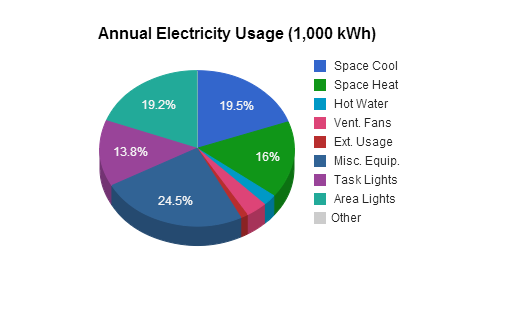 Annual Electricity Usage (1,000 kWh)
19.2%
19.5%
13.8%
16%
24.5%
Space Cool
Space Heat
Hot Water
Vent. Fans
Ext. Usage
Misc. Equip.
Task Lights
Area Lights
Other